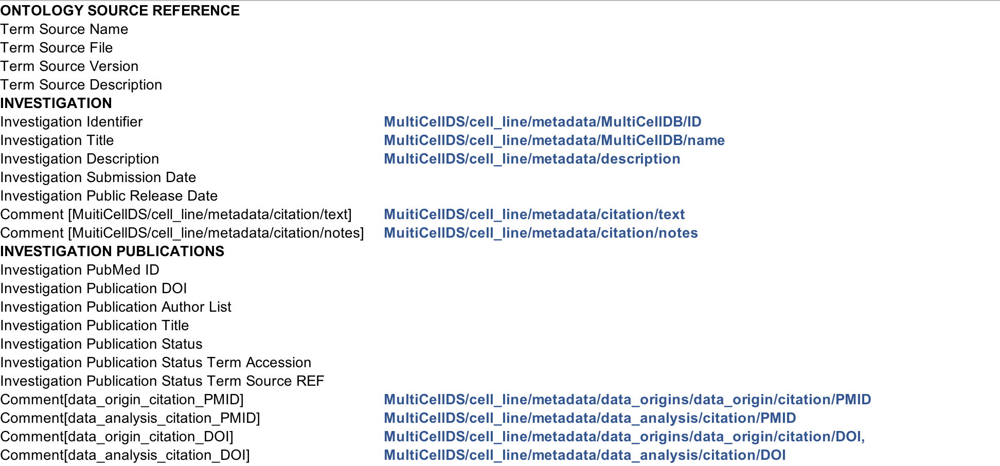 ONTOLOGY SOURCE REFERENCE
Term Source Name
Term Source File
Term Source Version
Term Source Description
INVESTIGATION
Investigation Identifier MultiCellDS/cell_line/metadata/MultiCellDB/ID
Investigation Title MultiCellDS/cell_line/metadata/MultiCellDB/name
Investigation Description MultiCellDS/cell_line/metadata/description
Investigation Submission Date
Investigation Public Release Date
Comment [MuitiCellDS/cell_line/metadata/citation/text] MuitiCellDS/cell_line/metadata/citation/text
Comment [MuitiCellDS/cell_line/metadata/citation/notes] MuitiCellDS/cell_line/metadata/citation/notes
INVESTIGATION PUBLICATIONS
Investigation PubMed ID
Investigation Publication DOI
Investigation Publication Author List
Investigation Publication Title
Investigation Publication Status
Investigation Publication Status Term Accession
Investigation Publication Status Term Source REF
Comment[data_origin_citation_PMID] MultiCellDS/cell_line/metadata/data_origins/data_origin/citation/PMID
Comment[data_analysis_citation_PMID] MultiCellDS/cell_line/metadata/data_analysis/citation/PMID
Comment[data_origin_citation_DOI] MultiCellDS/cell_line/metadata/data_origins/data_origin/citation/DOI,
Comment[data_analysis_citation_DOI] MultiCellDS/cell_line/metadata/data_analysis/citation/DOI